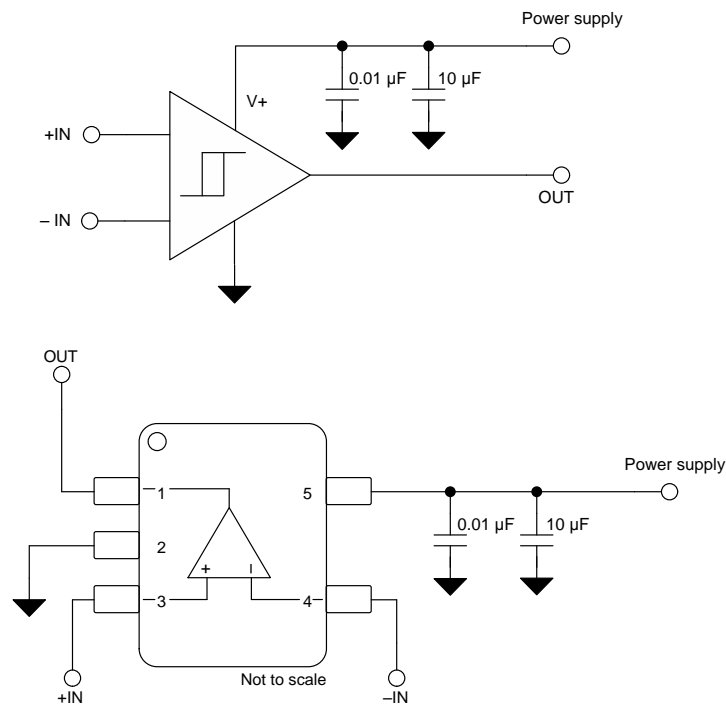 Power supply
0.01 µF
10 µF
V+
+IN
– IN
OUT
OUT
Power supply
1
5
2
0.01 µF
10 µF
+
–
3
4
Not to scale
+IN
–IN